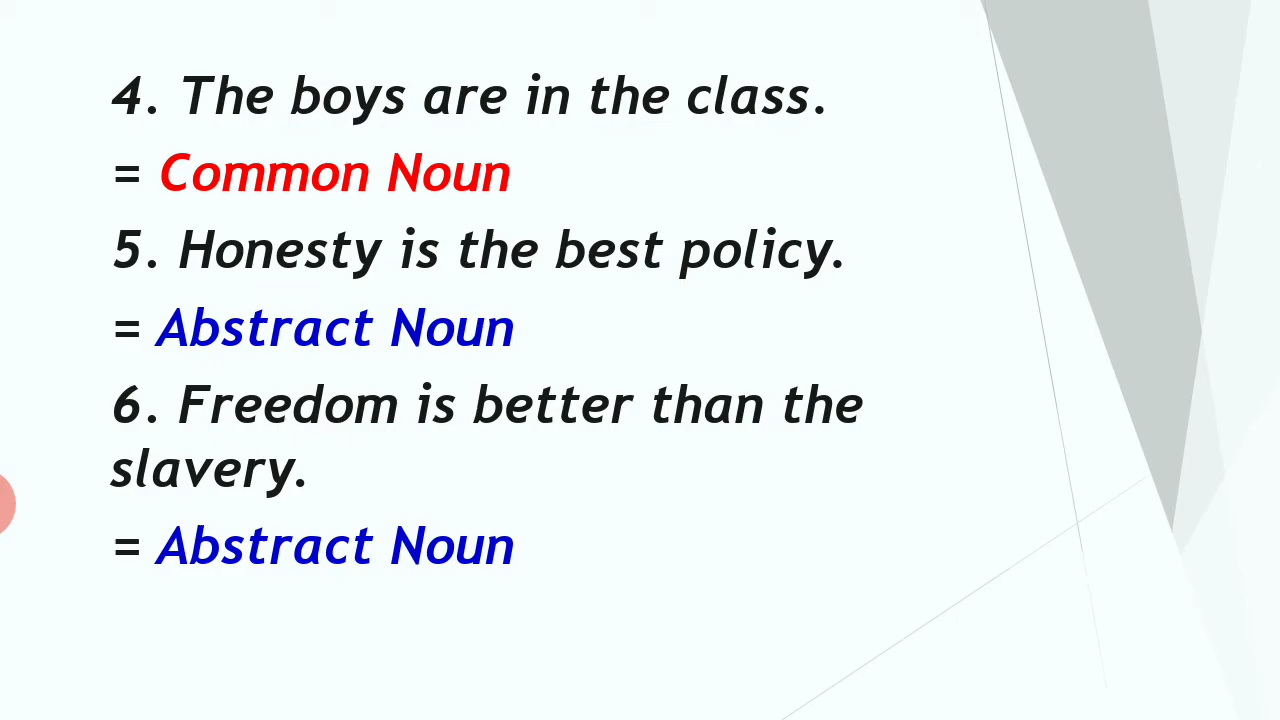 4. The boys are in the class.
= Common Noun
5. Honesty is the best policy.
= Abstract Noun
6. Freedom is better than the
slavery.
= Abstract Noun